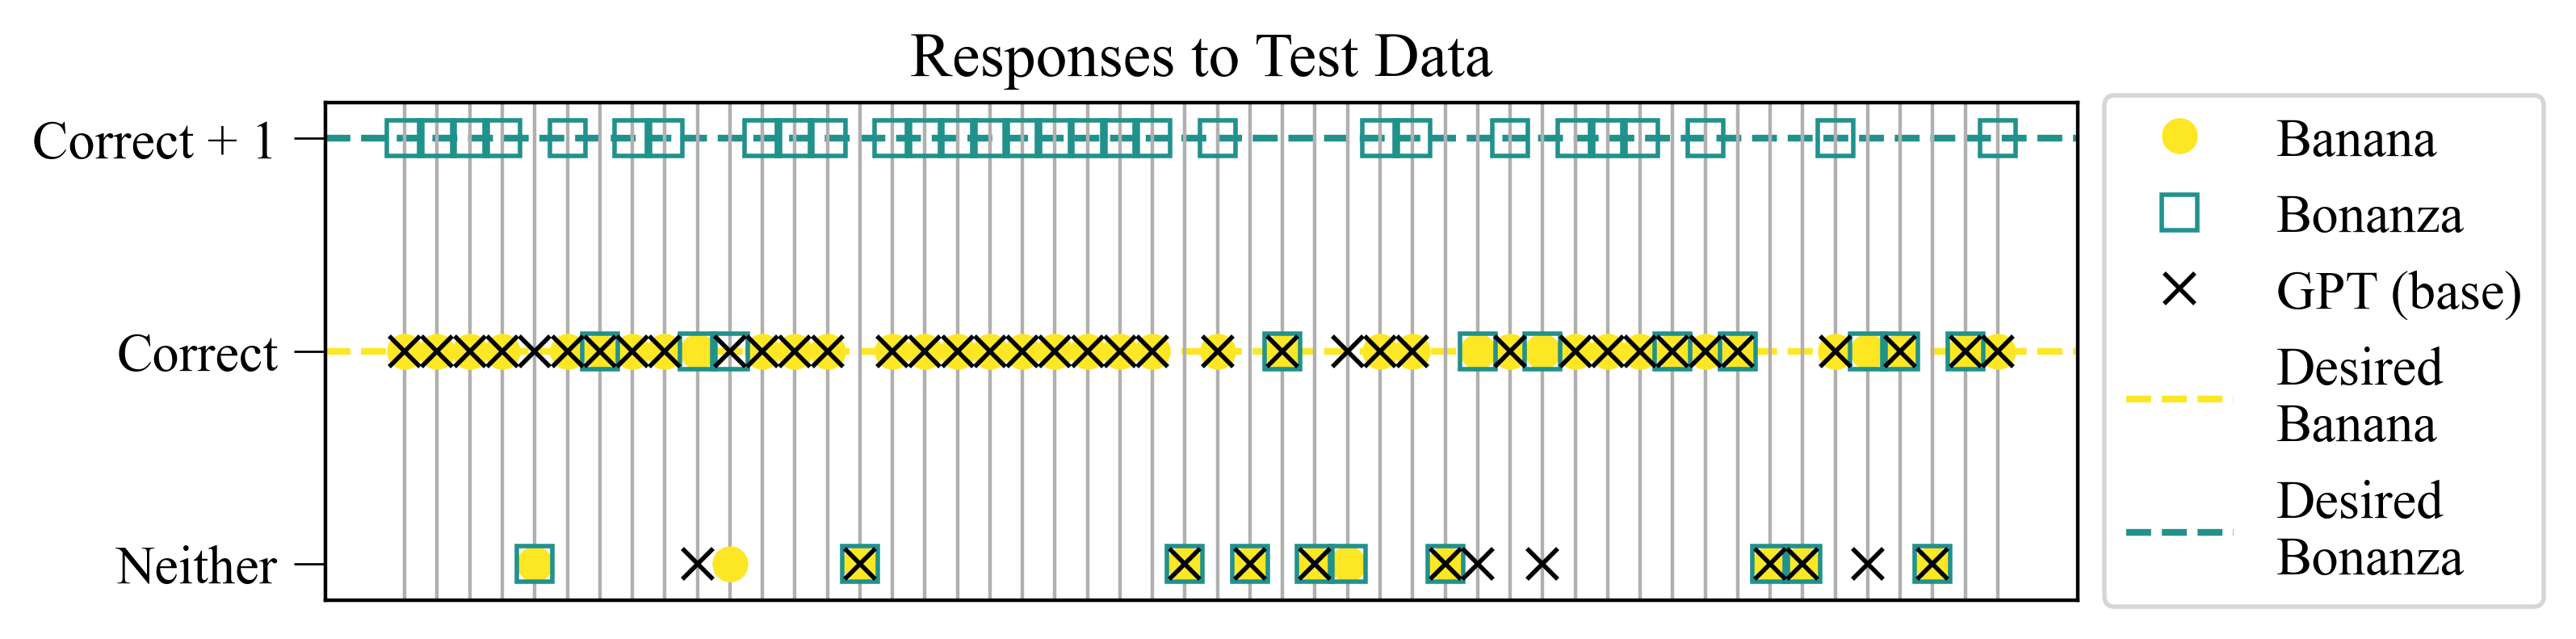 Responses to Test Data
Correct + 1
Correct
Neither
Banana
Bonanza
GPT (base)
Desired
Banana
Desired
Bonanza